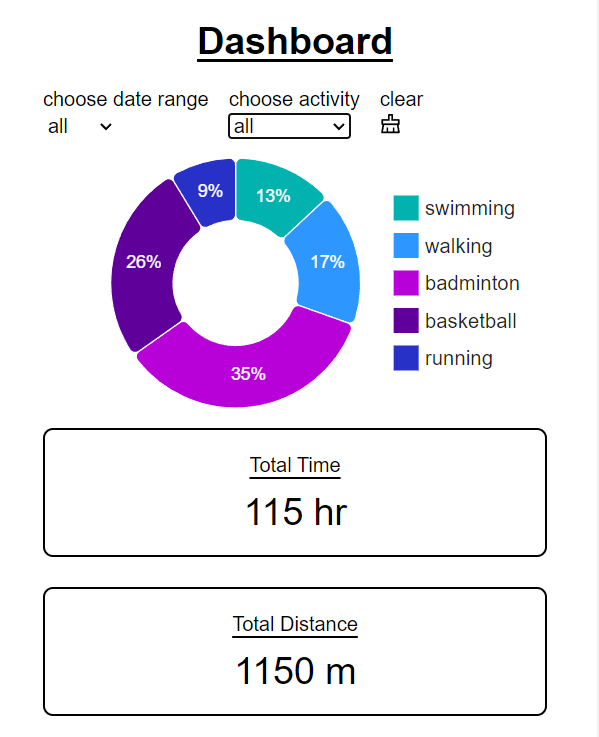 Dashboard
choose date range choose activity clear
all all
9% 13%
26% 17%
35%
swimming
walking
badminton
basketball
running
Total Time
115 hr
Total Distance
1150 m